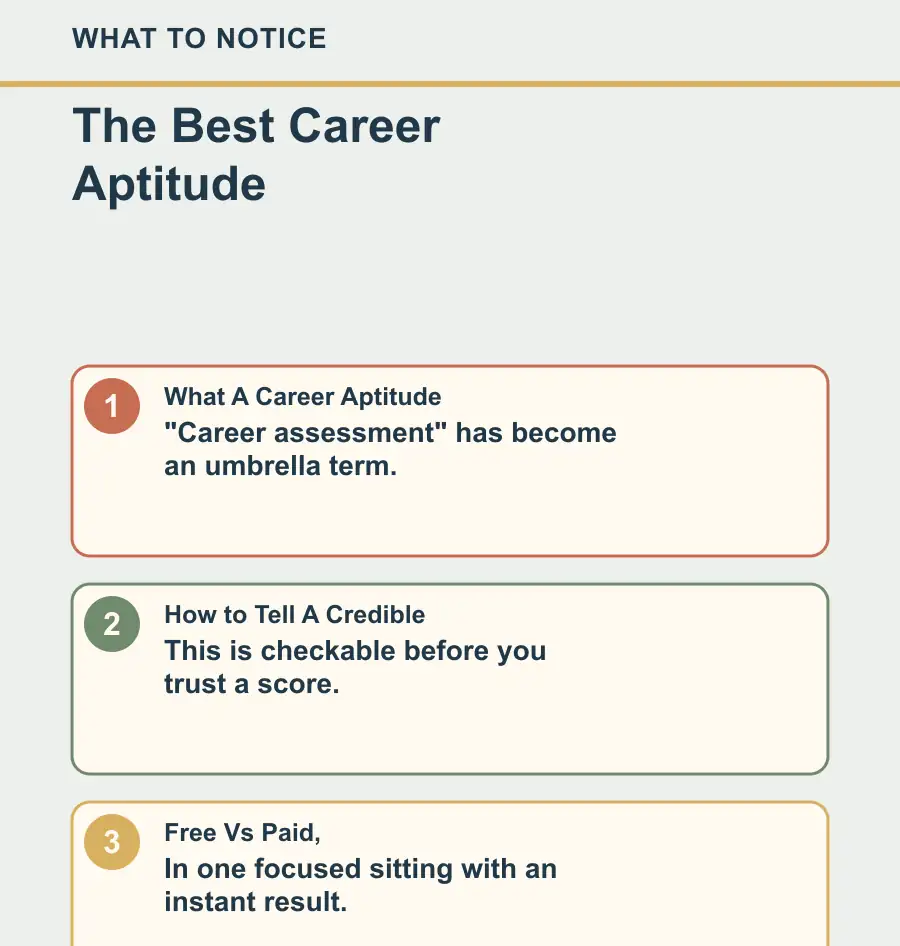 WHAT TO NOTICE
The Best Career
Aptitude
1
What A Career Aptitude
"Career assessment" has become
an umbrella term.
2
How to Tell A Credible
This is checkable before you
trust a score.
3
Free Vs Paid,
In one focused sitting with an
instant result.